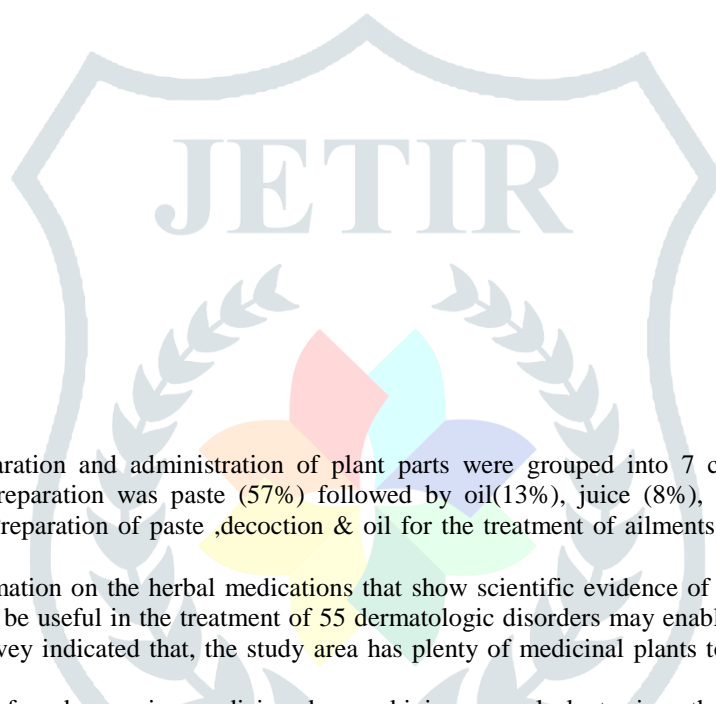 JETIR
aration and administration of plant parts were grouped into 7 c
reparation was paste (57%) followed by oil(13%), juice (8%),
reparation of paste ,decoction & oil for the treatment of ailments
mation on the herbal medications that show scientific evidence of
be useful in the treatment of 55 dermatologic disorders may enabl
vey indicated that, the study area has plenty of medicinal plants to